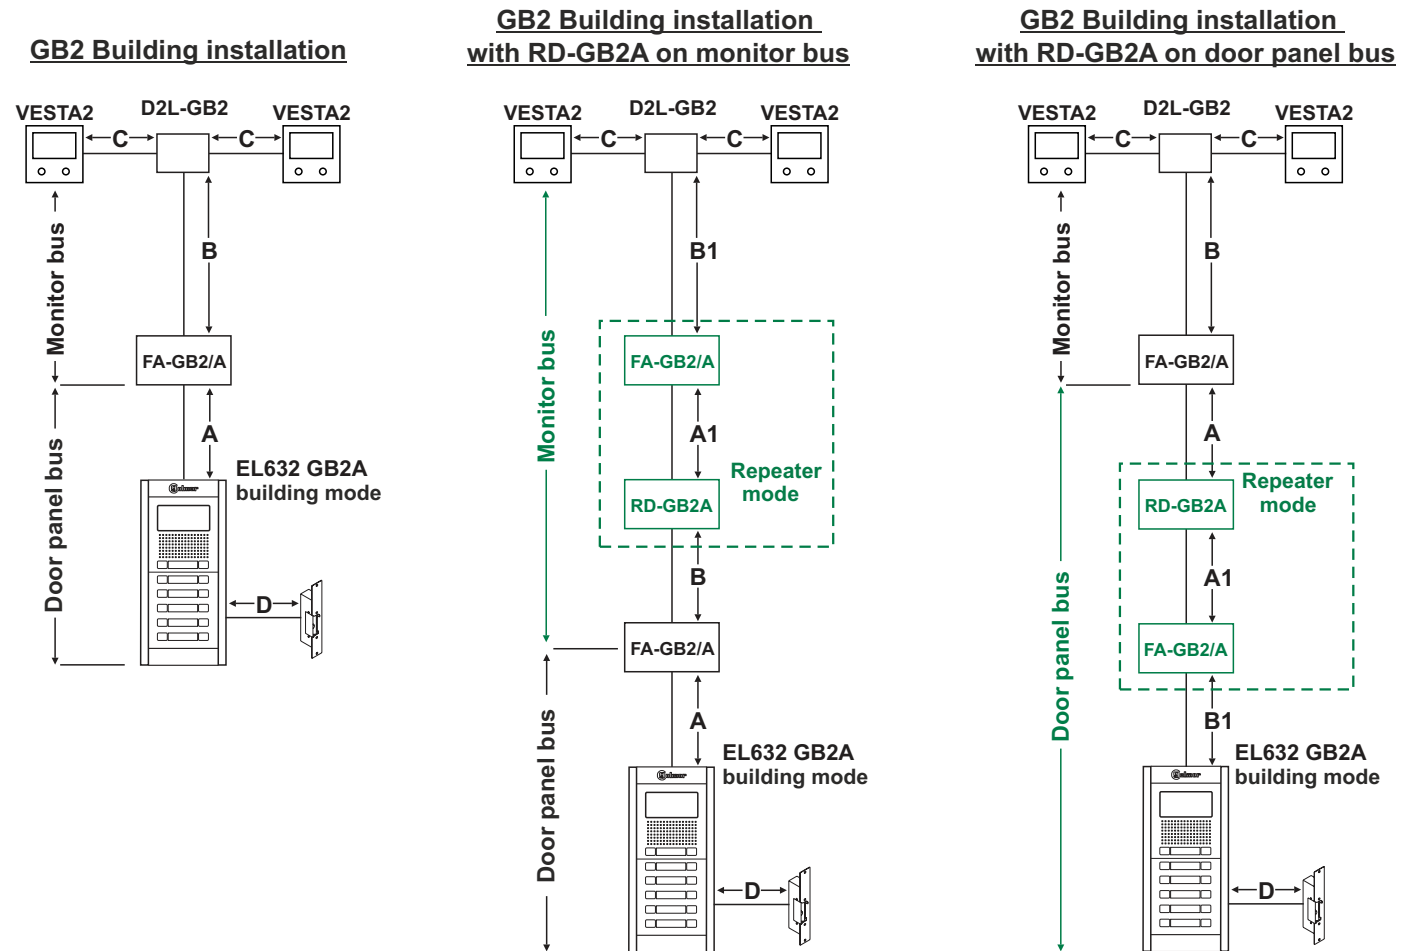 GB2 Building installation
VESTA2
D2L-GB2
VESTA2
C
C
B
Monitor bus
FA-GB2/A
A
Door panel bus
EL632 GB2A
building mode
golmar
D
GB2 Building installation
with RD-GB2A on monitor bus
VESTA2
D2L-GB2
VESTA2
C
C
B1
Monitor bus
FA-GB2/A
A1
Repeater
mode
RD-GB2A
B
FA-GB2/A
A
Door panel bus
EL632 GB2A
building mode
golmar
D
GB2 Building installation
with RD-GB2A on door panel bus
VESTA2
D2L-GB2
VESTA2
C
C
B
Monitor bus
FA-GB2/A
A
Repeater
mode
RD-GB2A
A1
Door panel bus
FA-GB2/A
B1
EL632 GB2A
building mode
golmar
D